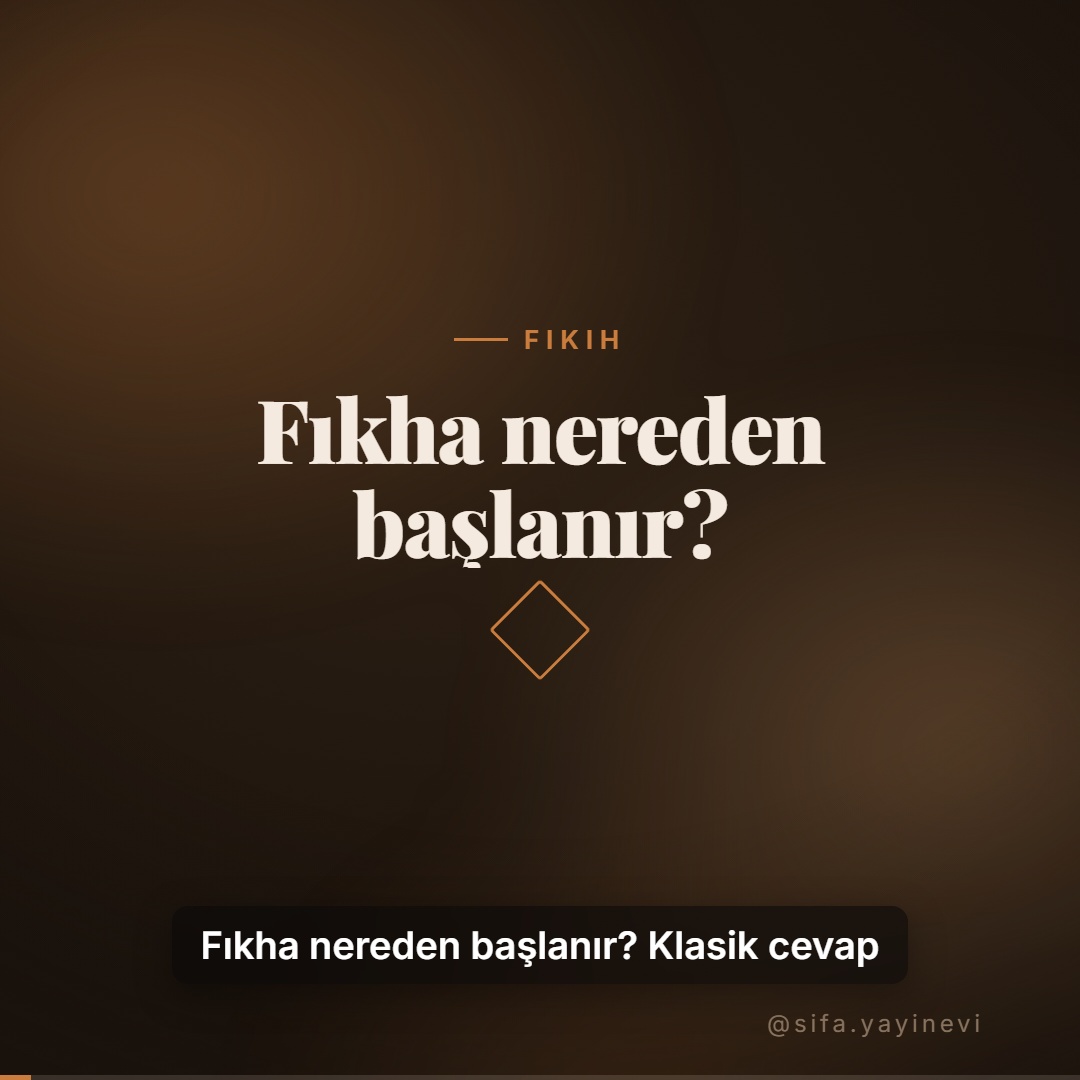 FIKIH
Fıkha nereden
başlanır?
Fıkha nereden başlanır? Klasik cevap
@sifa.yayinevi